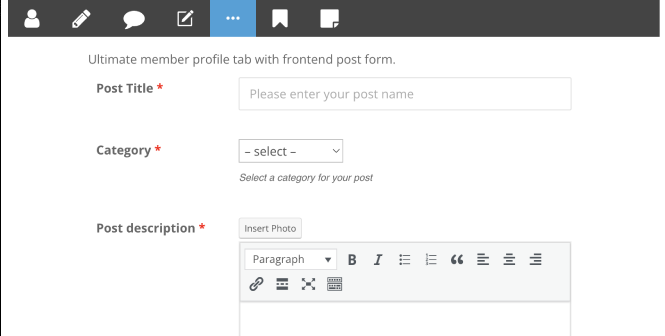 Ultimate member profile tab with frontend post form.
Post Title *
Please enter your post name
Category *
– select –
Select a category for your post
Post description *
Insert Photo
Paragraph